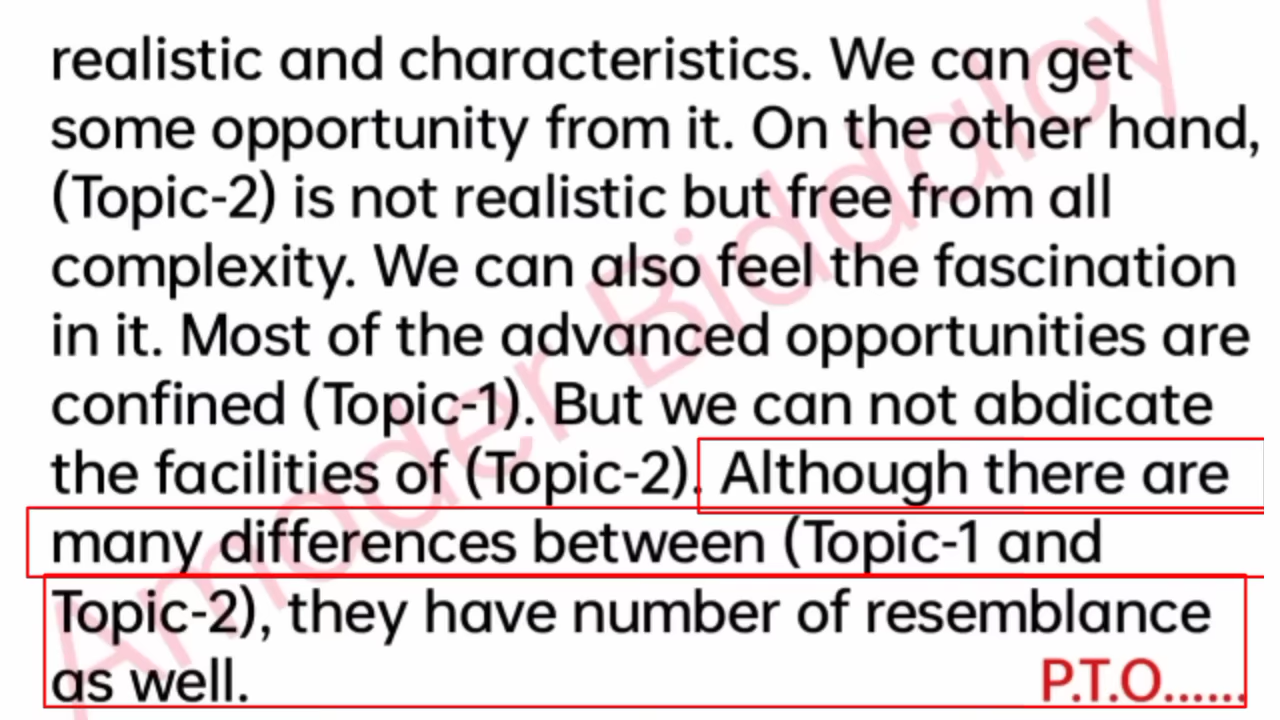 realistic and characteristics. We can get
some opportunity from it. On the other hand,
(Topic-2) is not realistic but free from all
complexity. We can also feel the fascination
in it. Most of the advanced opportunities are
confined (Topic-1). But we can not abdicate
the facilities of (Topic-2). Although there are
many differences between (Topic-1 and
Topic-2), they have number of resemblance
as well. P.T.O......
Amader Biddaloy